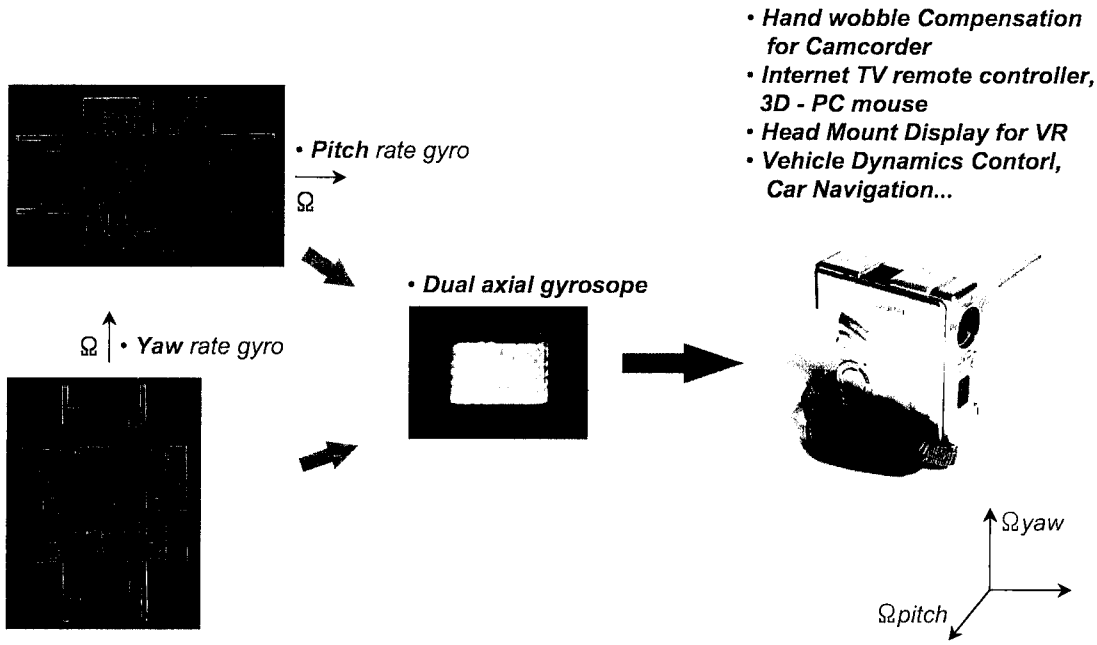 • Hand wobble Compensation
for Camcorder
• Internet TV remote controller,
3D - PC mouse
• Head Mount Display for VR
• Vehicle Dynamics Contorl,
Car Navigation...
• Pitch rate gyro
Ω
• Dual axial gyrosope
Ω • Yaw rate gyro
Ωyaw
Ωpitch